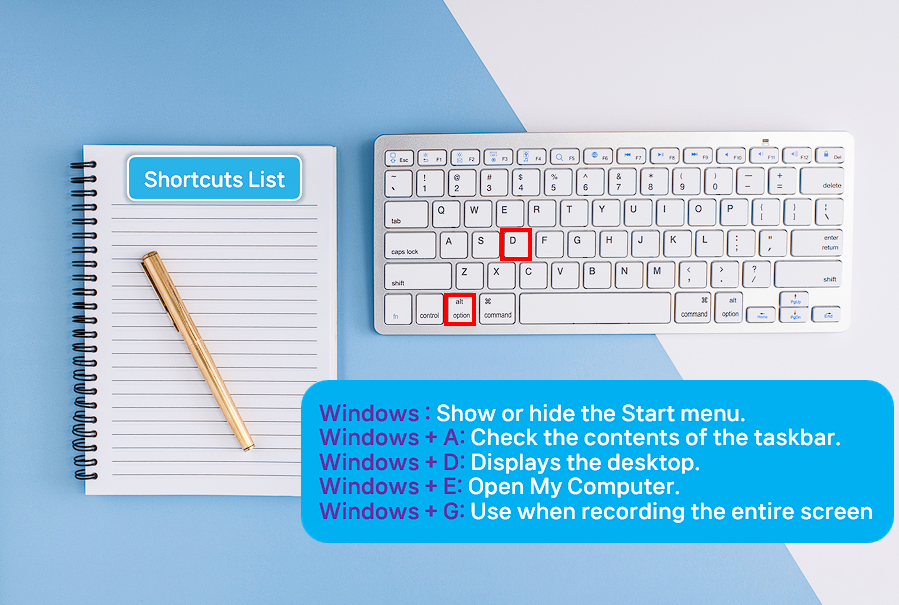 Shortcuts List
Esc F1 F2 F3 F4 F5 F6 F7 F8 F9 F10 F11 F12 Del
~ ` ! 1 @ 2 # 3 $ 4 % 5 ^ 6 & 7 * 8 ( 9 ) 0 — - + = delete
tab Q W E R T Y U I O P { [ } ] | \
caps lock A S D F G H J K L : ; " ' enter return
shift Z X C V B N M < , > . ? / shift
fn control alt option ⌘ command ⌘ command alt option Home PgUp PgDn End
Windows : Show or hide the Start menu.
Windows + A: Check the contents of the taskbar.
Windows + D: Displays the desktop.
Windows + E: Open My Computer.
Windows + G: Use when recording the entire screen